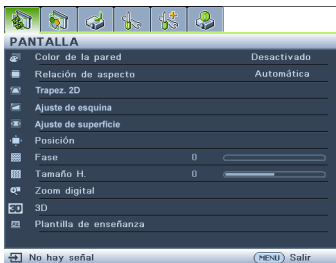 PANTALLA
Color de la pared Desactivado
Relación de aspecto Automática
Trapez. 2D
Ajuste de esquina
Ajuste de superficie
Posición
Fase 0
Tamaño H. 0
Zoom digital
3D 3D
Plantilla de enseñanza
No hay señal MENU Salir